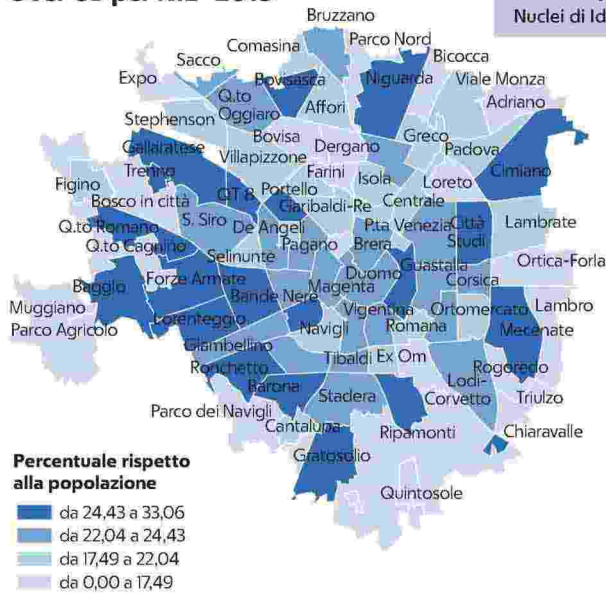 Nuclei di Id
Bruzzano
Comasina
Parco Nord
Sacco
Bicocca
Expo
Bovisasca
Niguarda
Viale Monza
Q.to
Oggiaro
Affori
Adriano
Stephenson
Bovisa
Greco
Gallaratese
Dergano
Padova
Villapizzone
Trenno
Farini
Isola
Loreto
Cimiano
Figino
QT 8
Portello
Bosco in città
Garibaldi-Re
Centrale
S. Siro
De Angeli
P.ta Venezia
Città
Studi
Lambrate
Q.to Romano
Pagano
Brera
Q.to Cagnino
Selinunte
Guastalla
Ortica-Forla
Duomo
Baggio
Forze Armate
Magenta
Corsica
Bande Nere
Muggiano
Vigentina
Ortomercato
Lambro
Parco Agricolo
Lorenteggio
Navigli
Romana
Mecenate
Giambellino
Tibaldi
Ex Om
Ronchetto
Rogoredo
Barona
Stadera
Lodi-
Corvetto
Triulzo
Parco dei Navigli
Cantalupa
Ripamonti
Chiaravalle
Gratosolio
Quintosole
Percentuale rispetto
alla popolazione
da 24,43 a 33,06
da 22,04 a 24,43
da 17,49 a 22,04
da 0,00 a 17,49